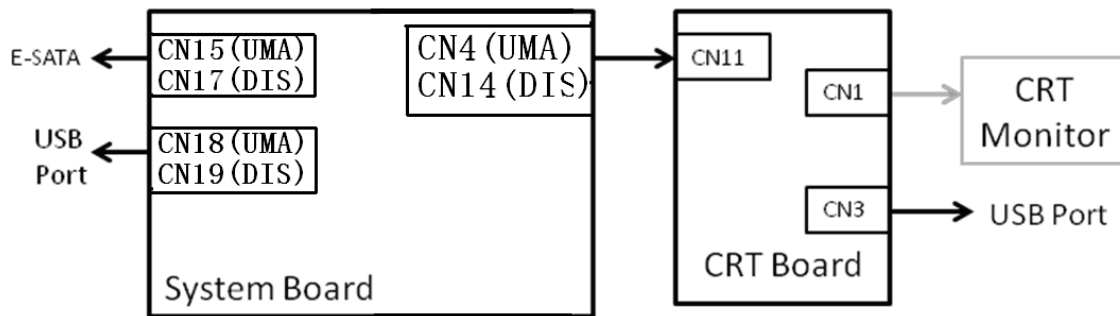 E-SATA
CN15(UMA)
CN17(DIS)
USB
Port
CN18(UMA)
CN19(DIS)
CN4(UMA)
CN14(DIS)
System Board
CN11
CN1
CN3
CRT Board
CRT
Monitor
USB Port